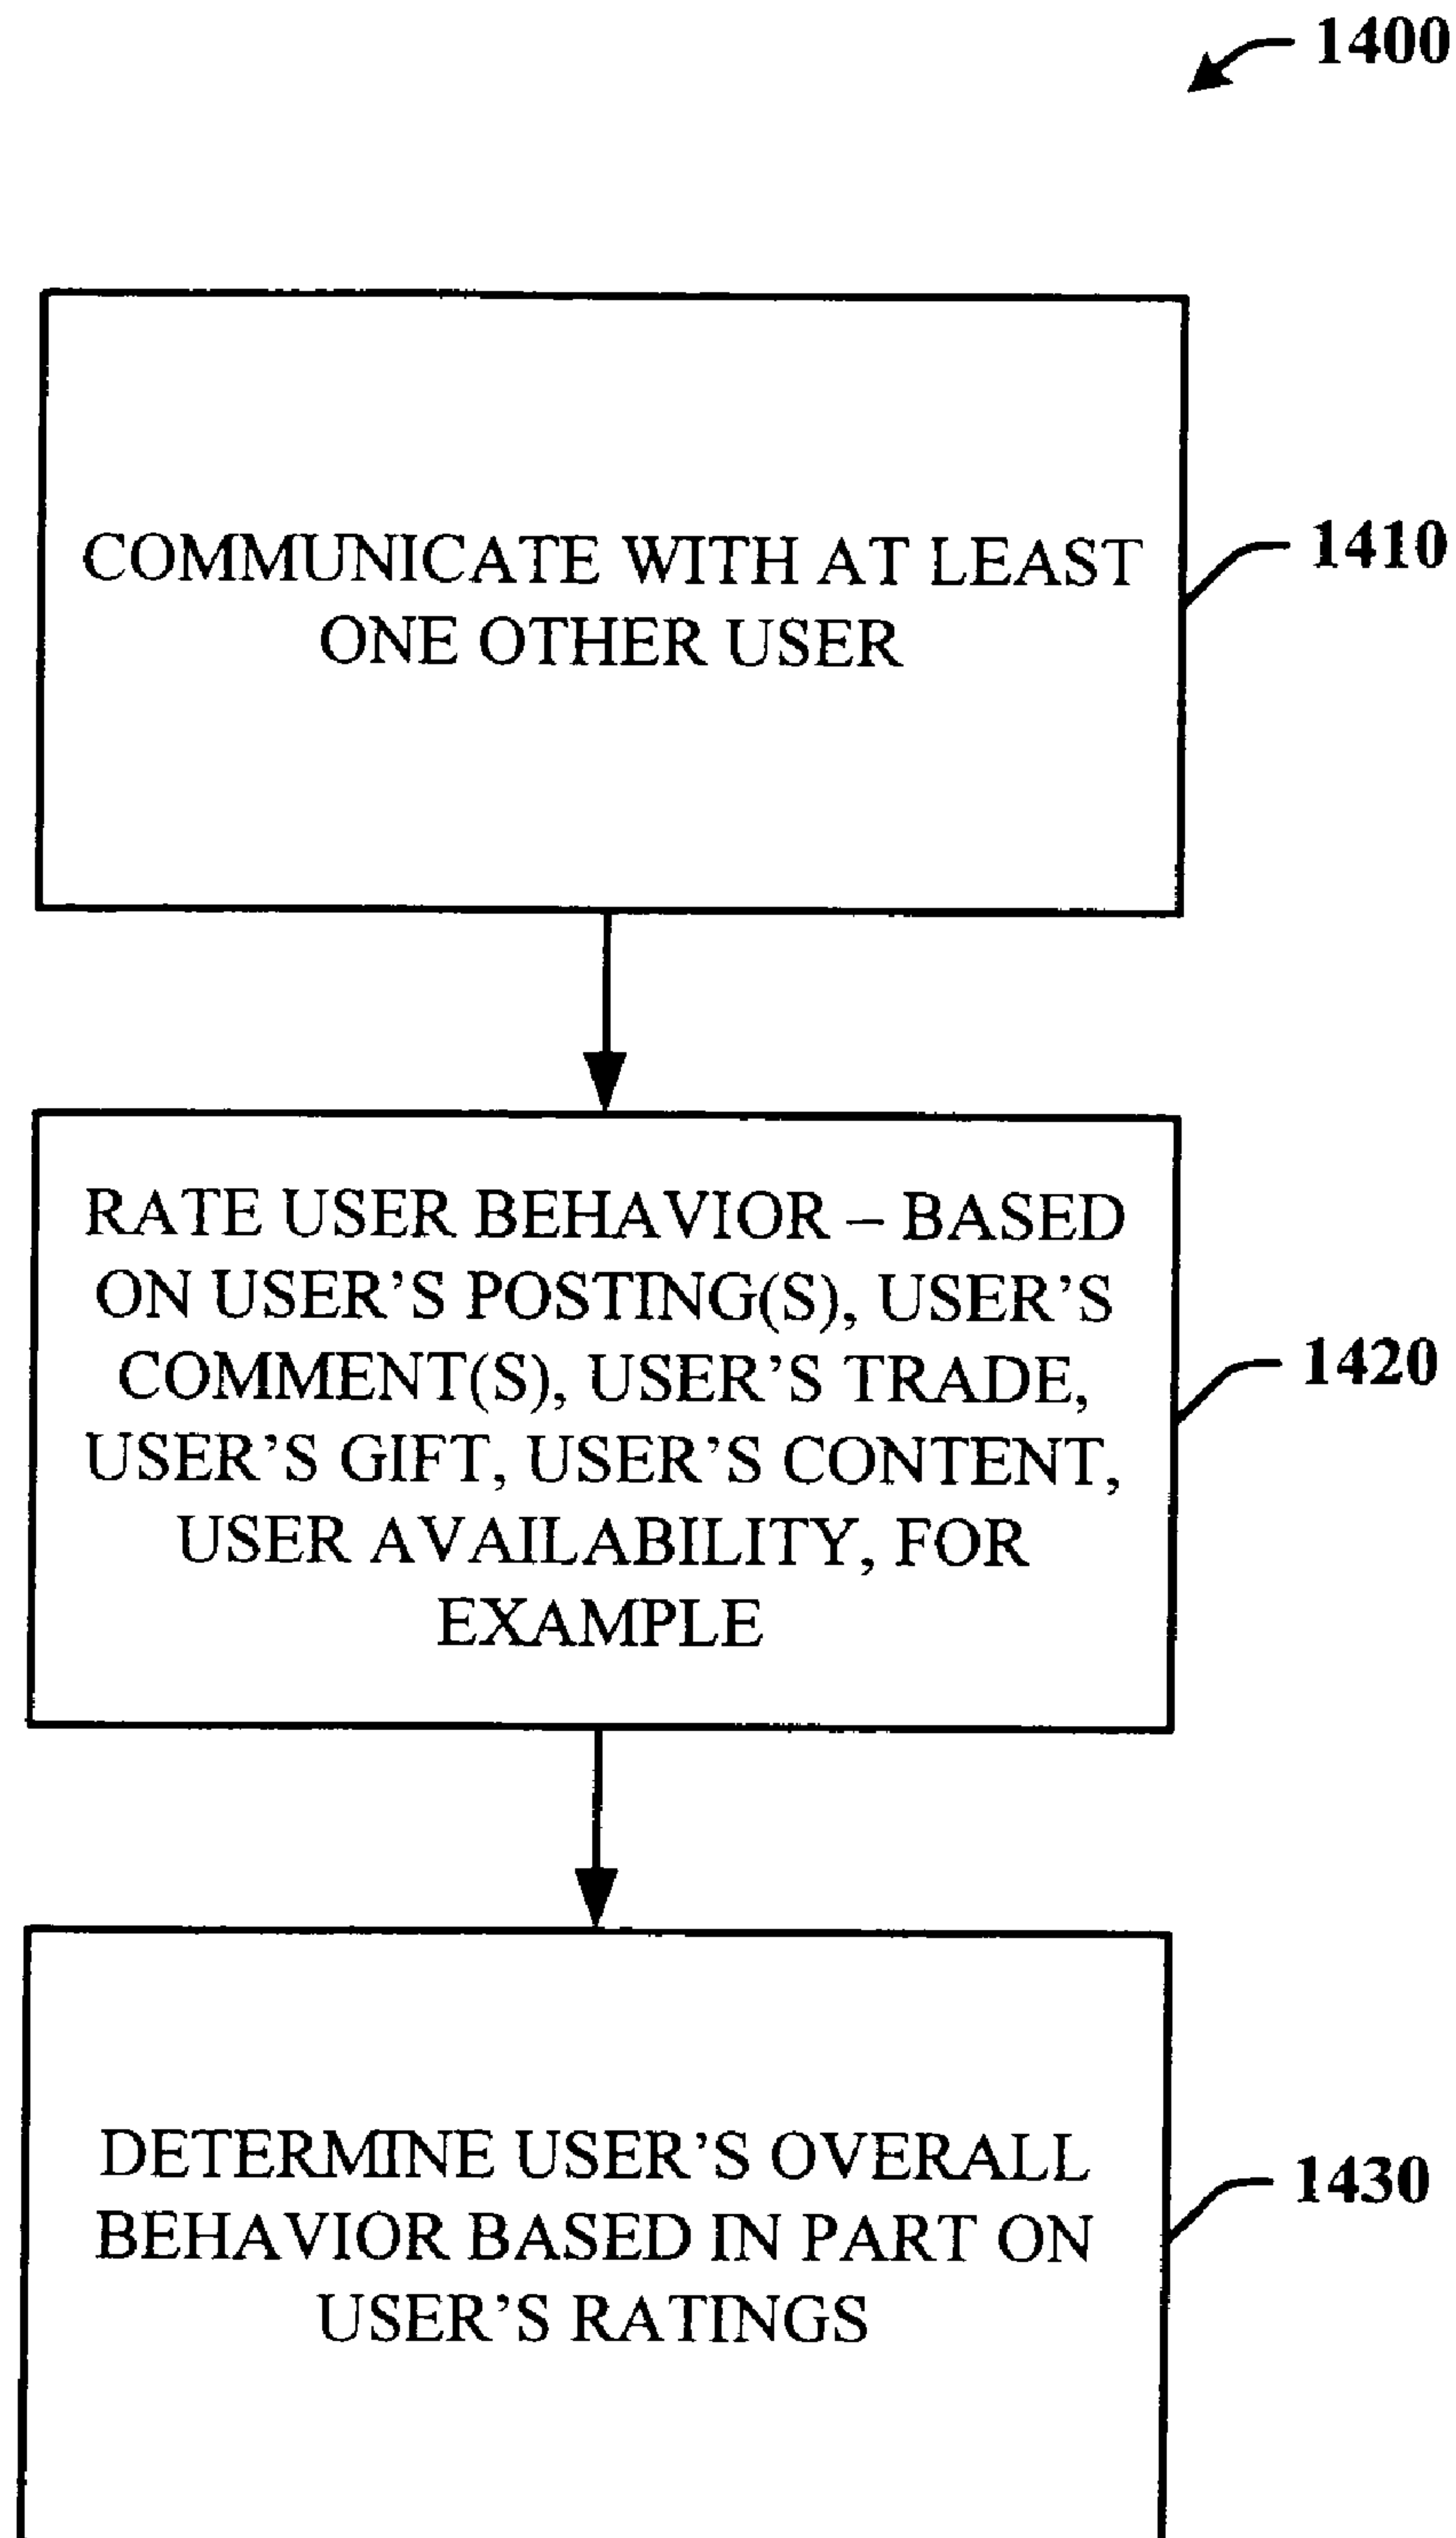 1400
COMMUNICATE WITH AT LEAST
ONE OTHER USER
1410
RATE USER BEHAVIOR – BASED
ON USER’S POSTING(S), USER’S
COMMENT(S), USER’S TRADE,
USER’S GIFT, USER’S CONTENT,
USER AVAILABILITY, FOR
EXAMPLE
1420
DETERMINE USER’S OVERALL
BEHAVIOR BASED IN PART ON
USER’S RATINGS
1430